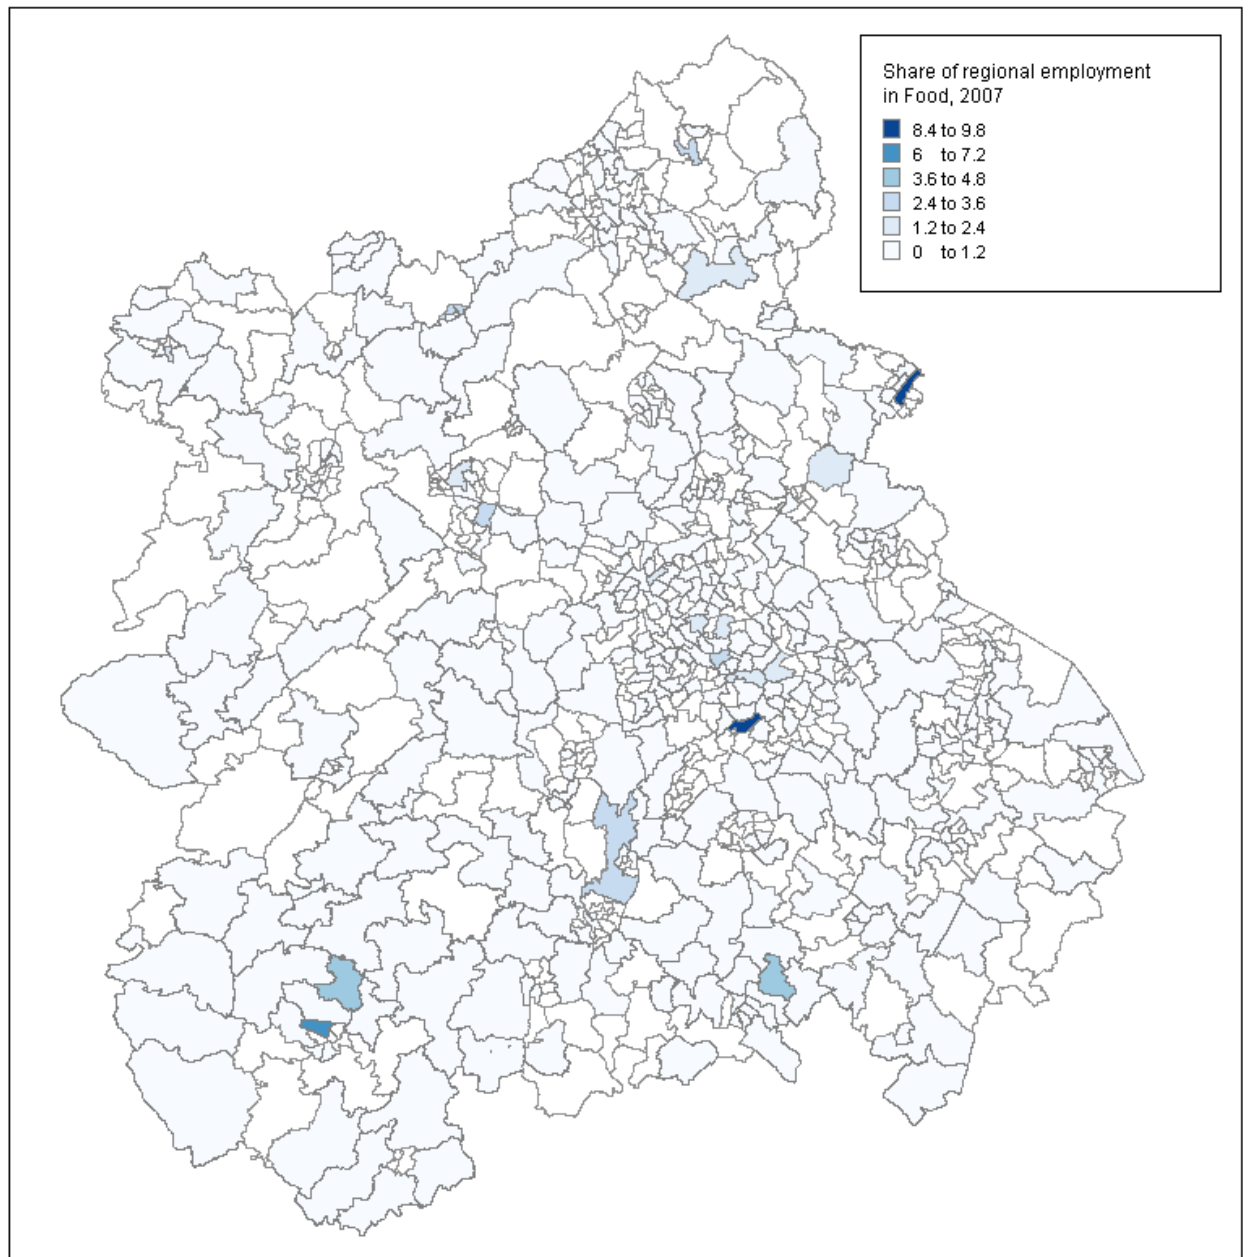 Share of regional employment
in Food, 2007
8.4 to 9.8
6 to 7.2
3.6 to 4.8
2.4 to 3.6
1.2 to 2.4
0 to 1.2